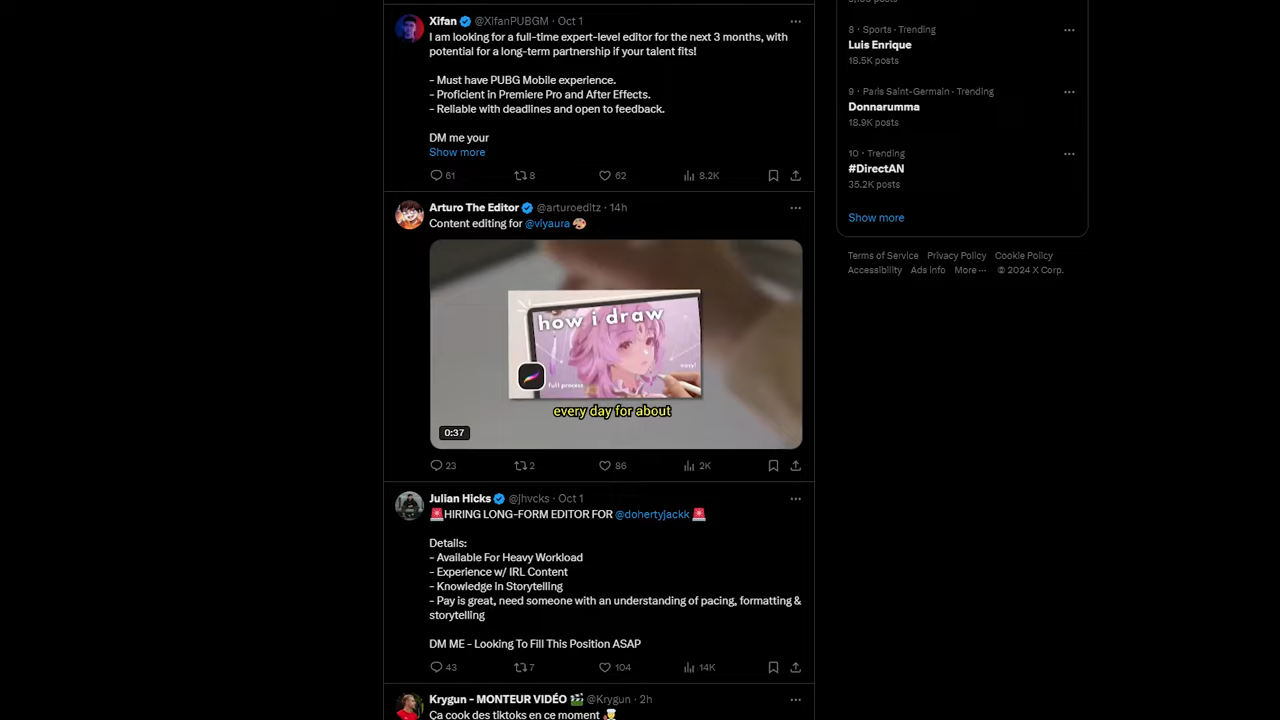 Xifan @XifanPUBGM · Oct 1
I am looking for a full-time expert-level editor for the next 3 months, with
potential for a long-term partnership if your talent fits!
- Must have PUBG Mobile experience.
- Proficient in Premiere Pro and After Effects.
- Reliable with deadlines and open to feedback.
DM me your
Show more
61 8 62 8.2K
Arturo The Editor @arturoeditz · 14h
Content editing for @viyaura 🎨
how i draw
easy!
full process
every day for about
0:37
23 2 86 2K
Julian Hicks @jhvcks · Oct 1
🚨HIRING LONG-FORM EDITOR FOR @dohertyjackk 🚨
Details:
- Available For Heavy Workload
- Experience w/ IRL Content
- Knowledge In Storytelling
- Pay is great, need someone with an understanding of pacing, formatting &
storytelling
DM ME - Looking To Fill This Position ASAP
43 7 104 14K
Krygun - MONTEUR VIDÉO 🎬 @Krygun · 2h
Ça cook des tiktoks en ce moment 👨‍🍳
8 · Sports · Trending
Luis Enrique
18.5K posts
9 · Paris Saint-Germain · Trending
Donnarumma
18.9K posts
10 · Trending
#DirectAN
35.2K posts
Show more
Terms of Service Privacy Policy Cookie Policy
Accessibility Ads info More ··· © 2024 X Corp.